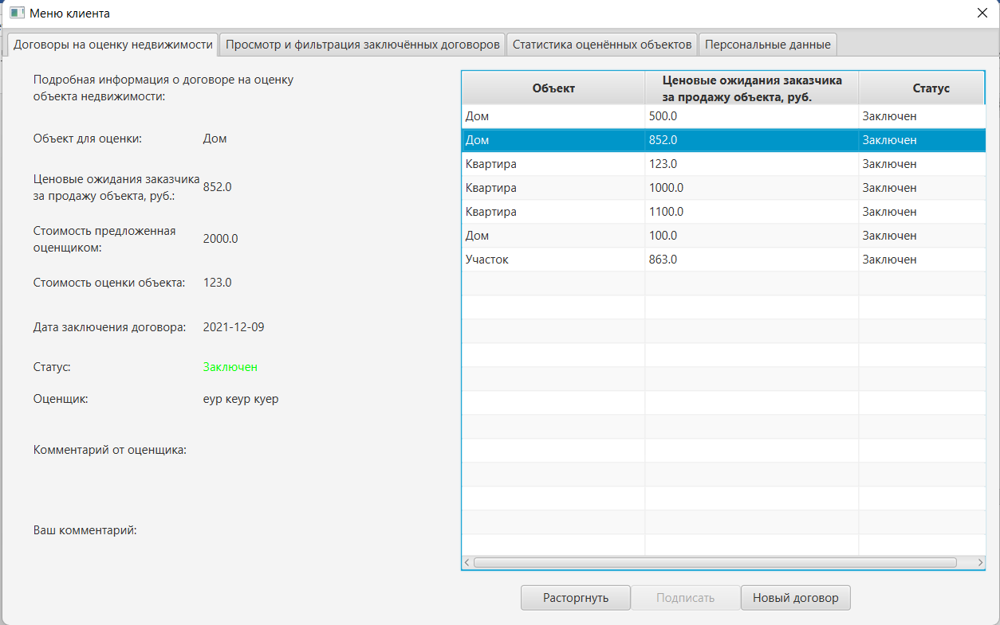 Меню клиента
Договоры на оценку недвижимости
Просмотр и фильтрация заключённых договоров
Статистика оценённых объектов
Персональные данные
Подробная информация о договоре на оценку
объекта недвижимости:
Объект для оценки: Дом
Ценовые ожидания заказчика
за продажу объекта, руб.: 852.0
Стоимость предложенная
оценщиком: 2000.0
Стоимость оценки объекта: 123.0
Дата заключения договора: 2021-12-09
Статус: Заключен
Оценщик: еур кеур куер
Комментарий от оценщика:
Ваш комментарий:
Объект
Ценовые ожидания заказчика
за продажу объекта, руб.
Статус
Дом 500.0 Заключен
Дом 852.0 Заключен
Квартира 123.0 Заключен
Квартира 1000.0 Заключен
Квартира 1100.0 Заключен
Дом 100.0 Заключен
Участок 863.0 Заключен
Расторгнуть
Подписать
Новый договор